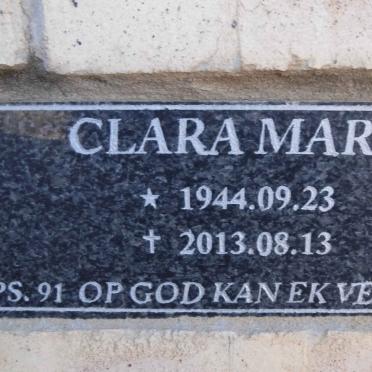 CLARA MAR
★ 1944.09.23
✝ 2013.08.13
PS. 91 OP GOD KAN EK VE